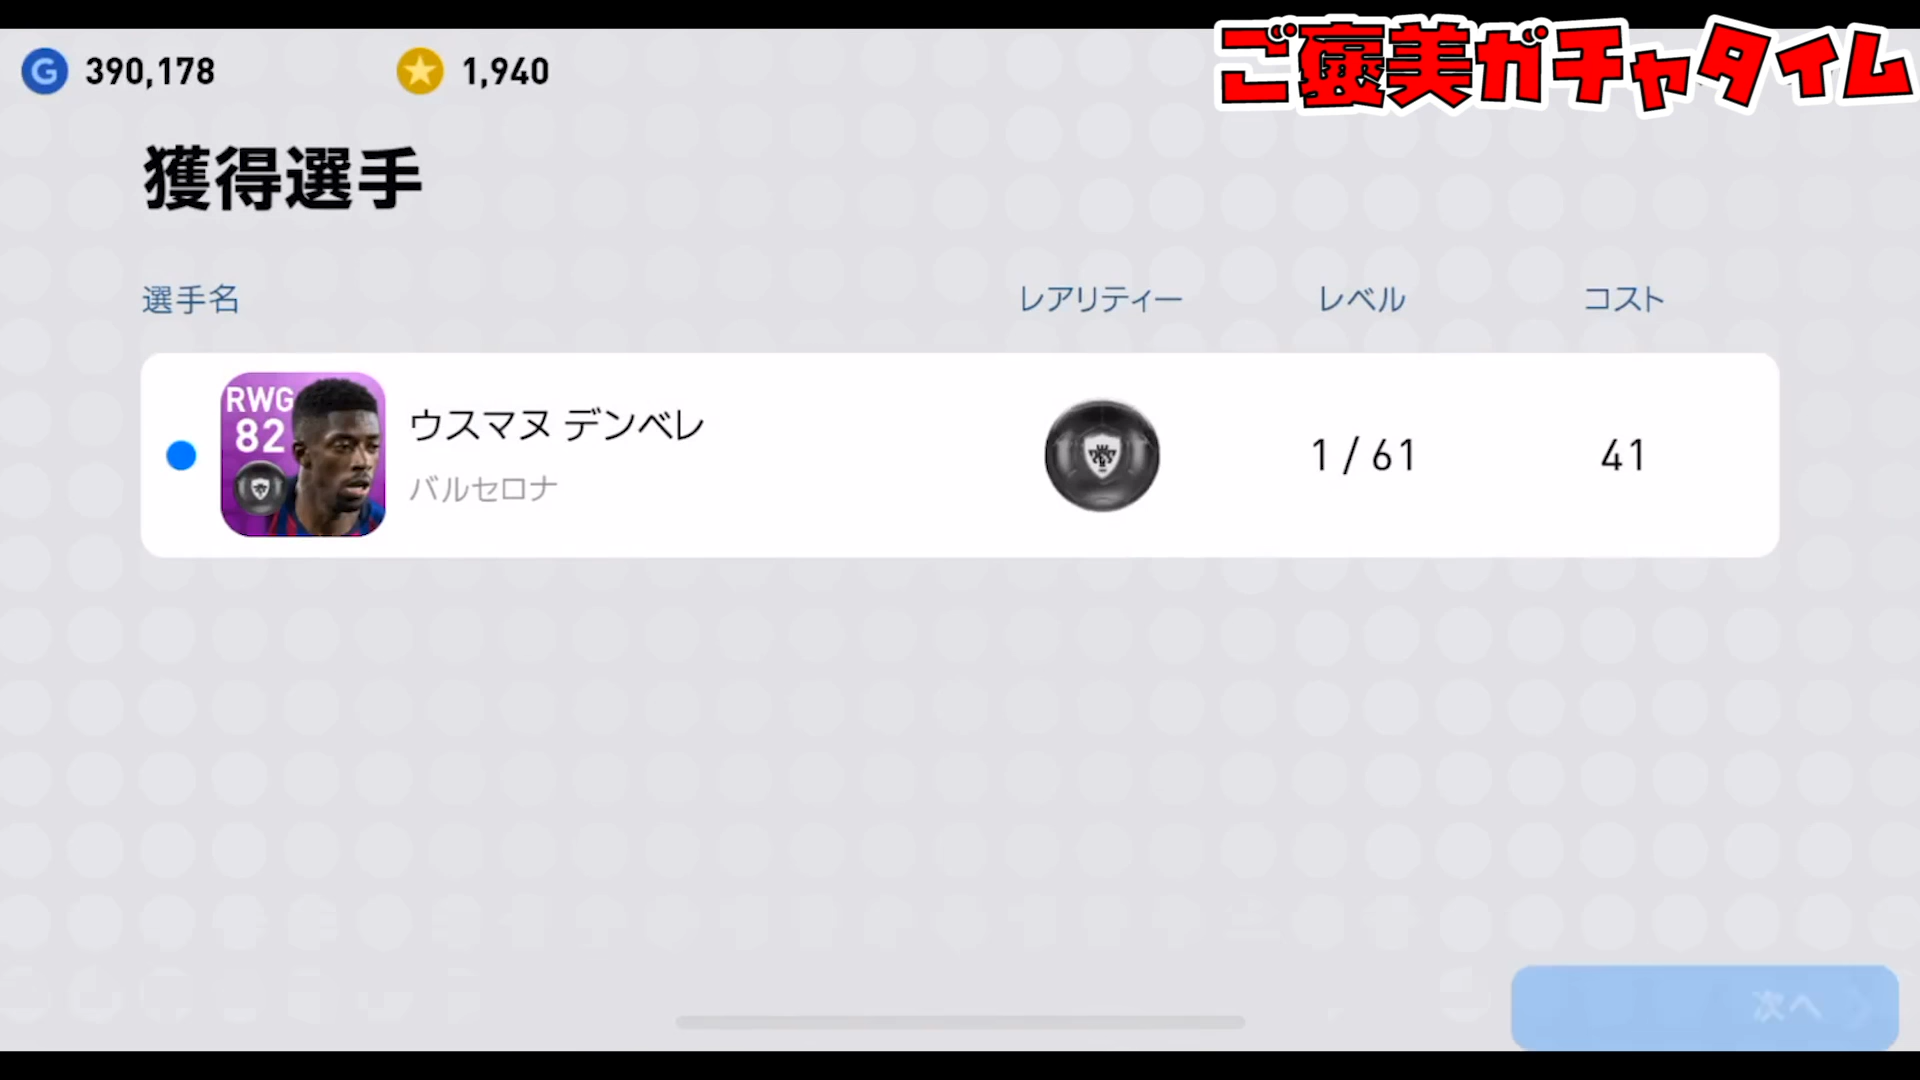 G 390,178
1,940
ご褒美ガチャタイム
獲得選手
選手名 レアリティー レベル コスト
RWG
82
ウスマヌ デンベレ
バルセロナ
1 / 61
41
次へ